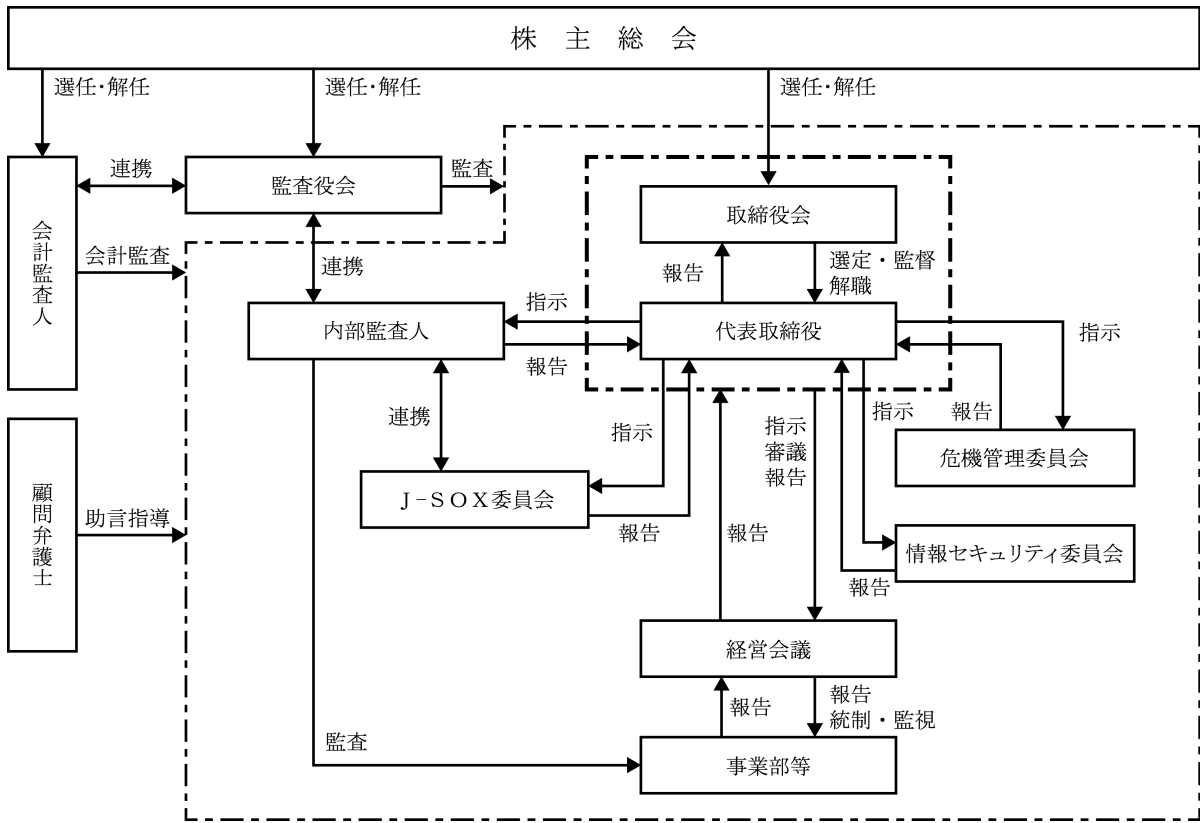 株主総会
選任・解任
選任・解任
選任・解任
連携
監査役会
監査
会計監査人
会計監査
連携
取締役会
報告
選定・監督
解職
内部監査人
指示
報告
代表取締役
指示
報告
連携
指示
指示
審議
報告
指示
危機管理委員会
J-SOX委員会
報告
報告
顧問弁護士
助言指導
情報セキュリティ委員会
報告
経営会議
報告
報告
統制・監視
監査
事業部等